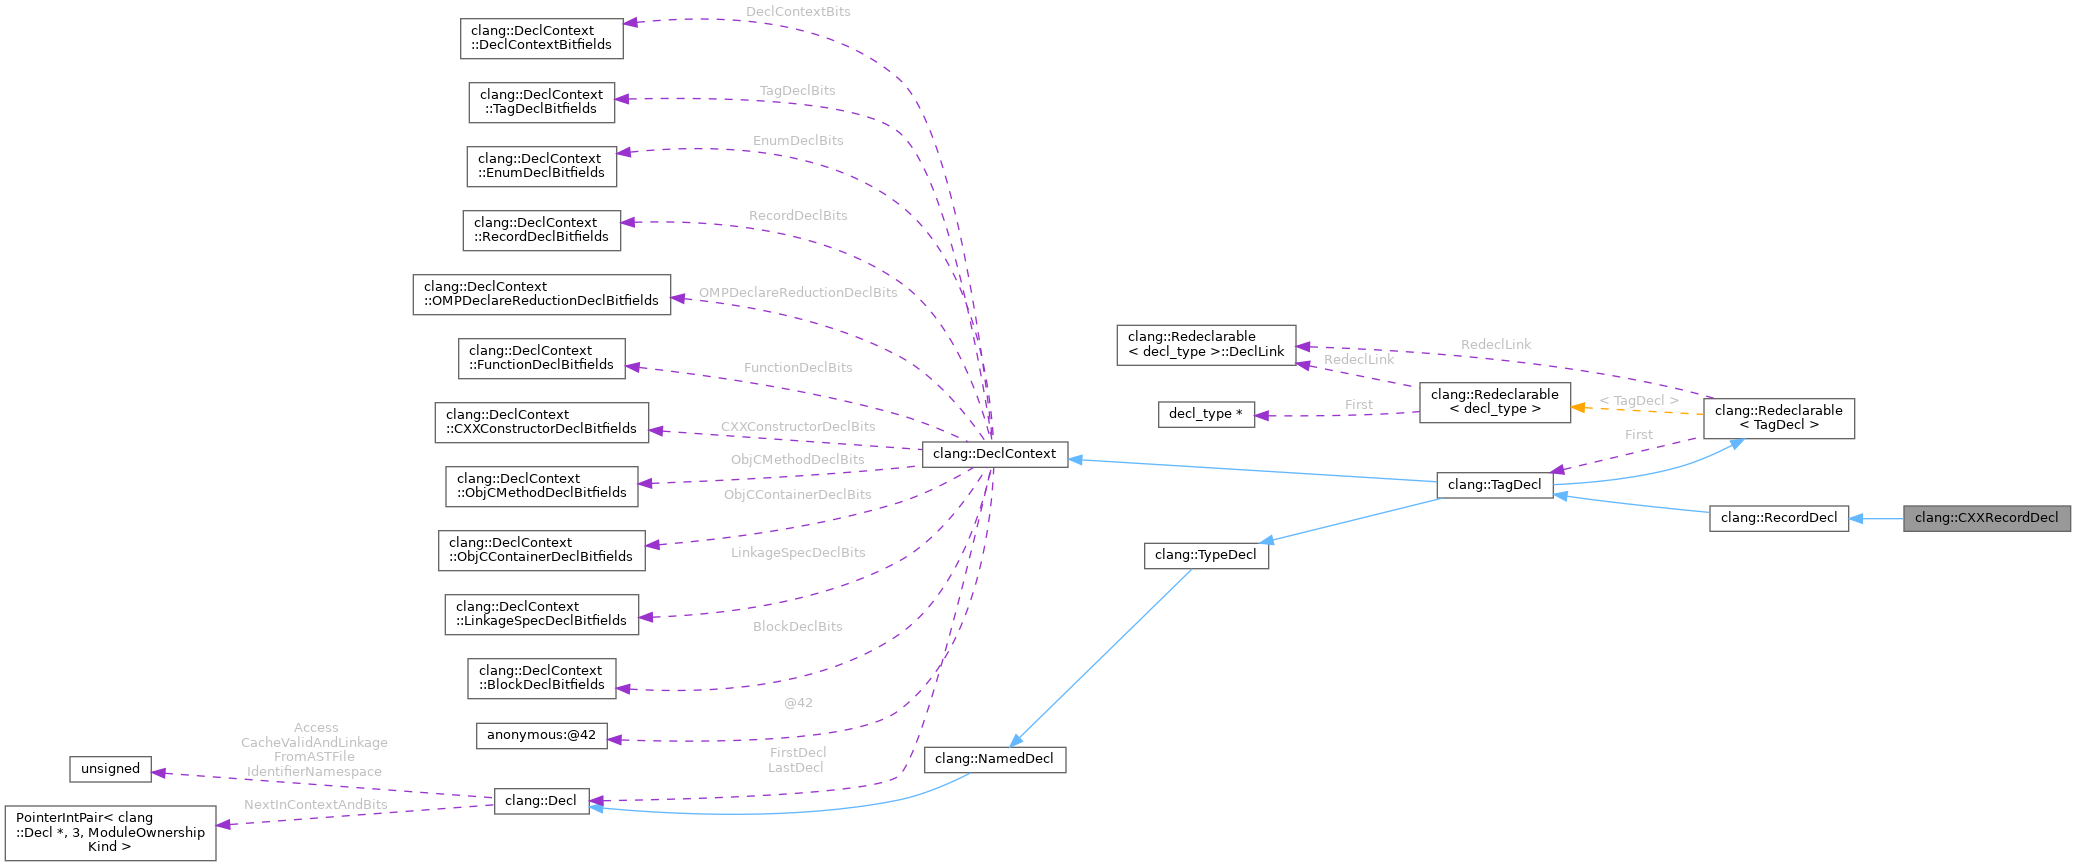 DeclContextBits
clang::DeclContext
::DeclContextBitfields
TagDeclBits
clang::DeclContext
::TagDeclBitfields
EnumDeclBits
clang::DeclContext
::EnumDeclBitfields
RecordDeclBits
clang::DeclContext
::RecordDeclBitfields
OMPDeclareReductionDeclBits
clang::DeclContext
::OMPDeclareReductionDeclBitfields
FunctionDeclBits
clang::DeclContext
::FunctionDeclBitfields
CXXConstructorDeclBits
clang::DeclContext
::CXXConstructorDeclBitfields
ObjCMethodDeclBits
clang::DeclContext
::ObjCMethodDeclBitfields
ObjCContainerDeclBits
clang::DeclContext
::ObjCContainerDeclBitfields
LinkageSpecDeclBits
clang::DeclContext
::LinkageSpecDeclBitfields
BlockDeclBits
clang::DeclContext
::BlockDeclBitfields
@42
anonymous:@42
FirstDecl
LastDecl
Access
CacheValidAndLinkage
FromASTFile
IdentifierNamespace
unsigned
NextInContextAndBits
PointerIntPair< clang
::Decl *, 3, ModuleOwnership
Kind >
clang::Decl
clang::NamedDecl
clang::DeclContext
clang::Redeclarable
< decl_type >::DeclLink
RedeclLink
RedeclLink
decl_type *
First
clang::Redeclarable
< decl_type >
< TagDecl >
clang::Redeclarable
< TagDecl >
First
clang::TagDecl
clang::TypeDecl
clang::RecordDecl
clang::CXXRecordDecl